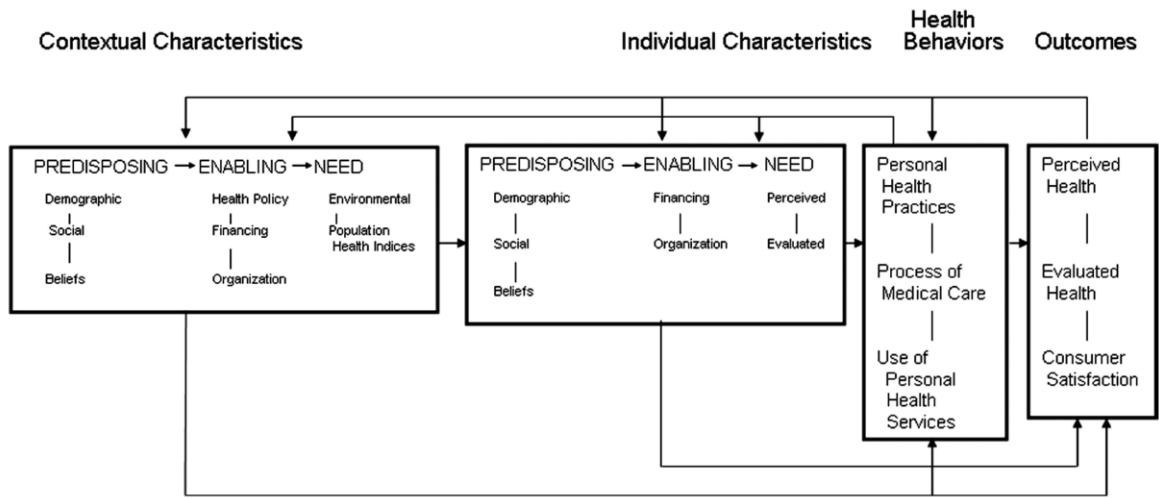 Contextual Characteristics
Individual Characteristics
Health
Behaviors
Outcomes
PREDISPOSING
ENABLING
NEED
Demographic
Social
Beliefs
Health Policy
Financing
Organization
Environmental
Population
Health Indices
PREDISPOSING
ENABLING
NEED
Demographic
Social
Beliefs
Financing
Organization
Perceived
Evaluated
Personal
Health
Practices
Process of
Medical Care
Use of
Personal
Health
Services
Perceived
Health
Evaluated
Health
Consumer
Satisfaction